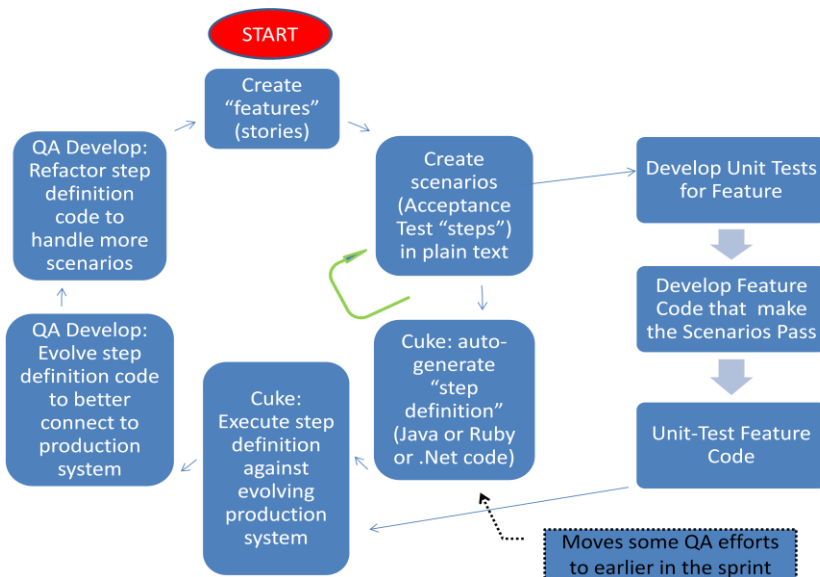 START
Create
“features”
(stories)
QA Develop:
Refactor step
definition
code to
handle more
scenarios
Create
scenarios
(Acceptance
Test “steps”)
in plain text
Develop Unit Tests
for Feature
Develop Feature
Code that  make
the Scenarios Pass
QA Develop:
Evolve step
definition code
to better
connect to
production
system
Cuke:
Execute step
definition
against
evolving
production
system
Cuke: auto-
generate
“step
definition”
(Java or Ruby
or .Net code)
Unit-Test Feature
Code
Moves some QA efforts
to earlier in the sprint